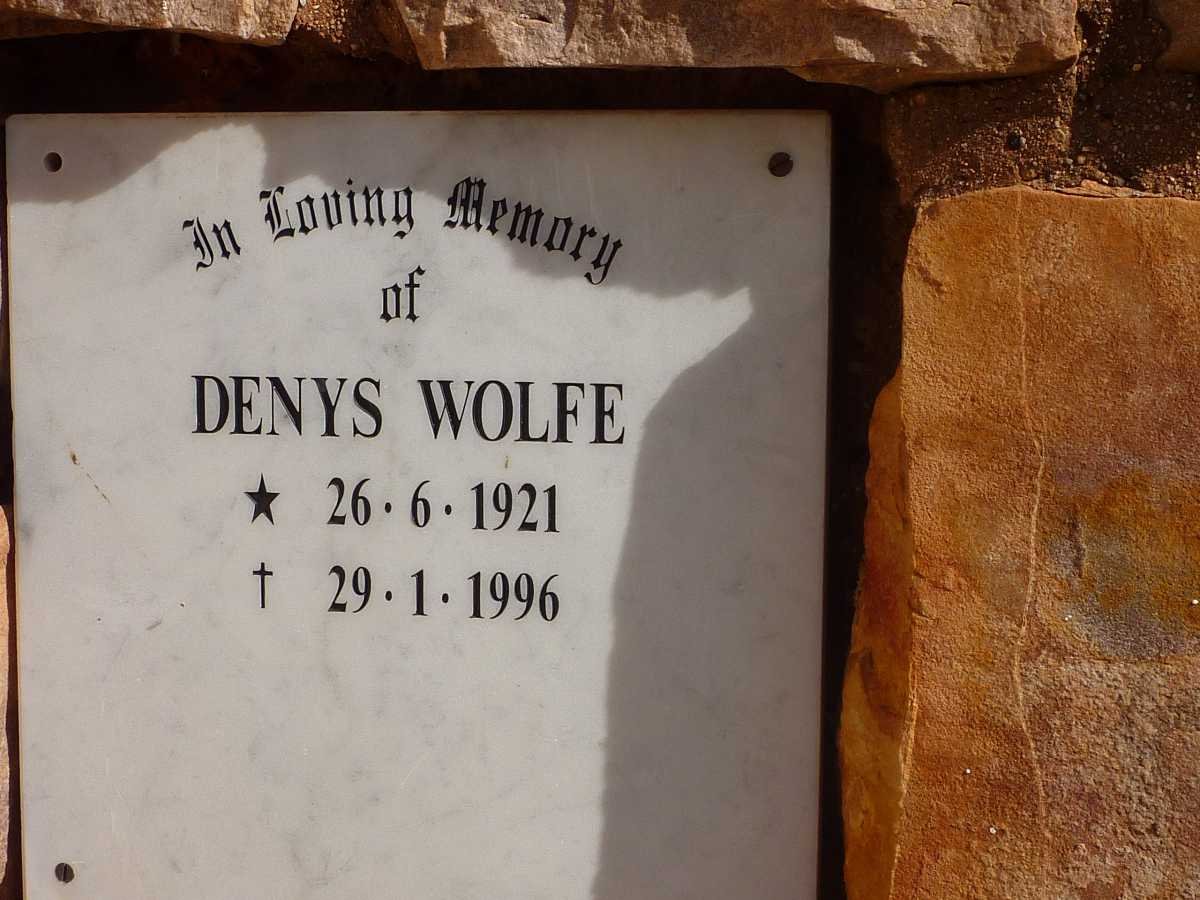 In Loving Memory
of
DENYS WOLFE
★ 26·6·1921
† 29·1·1996